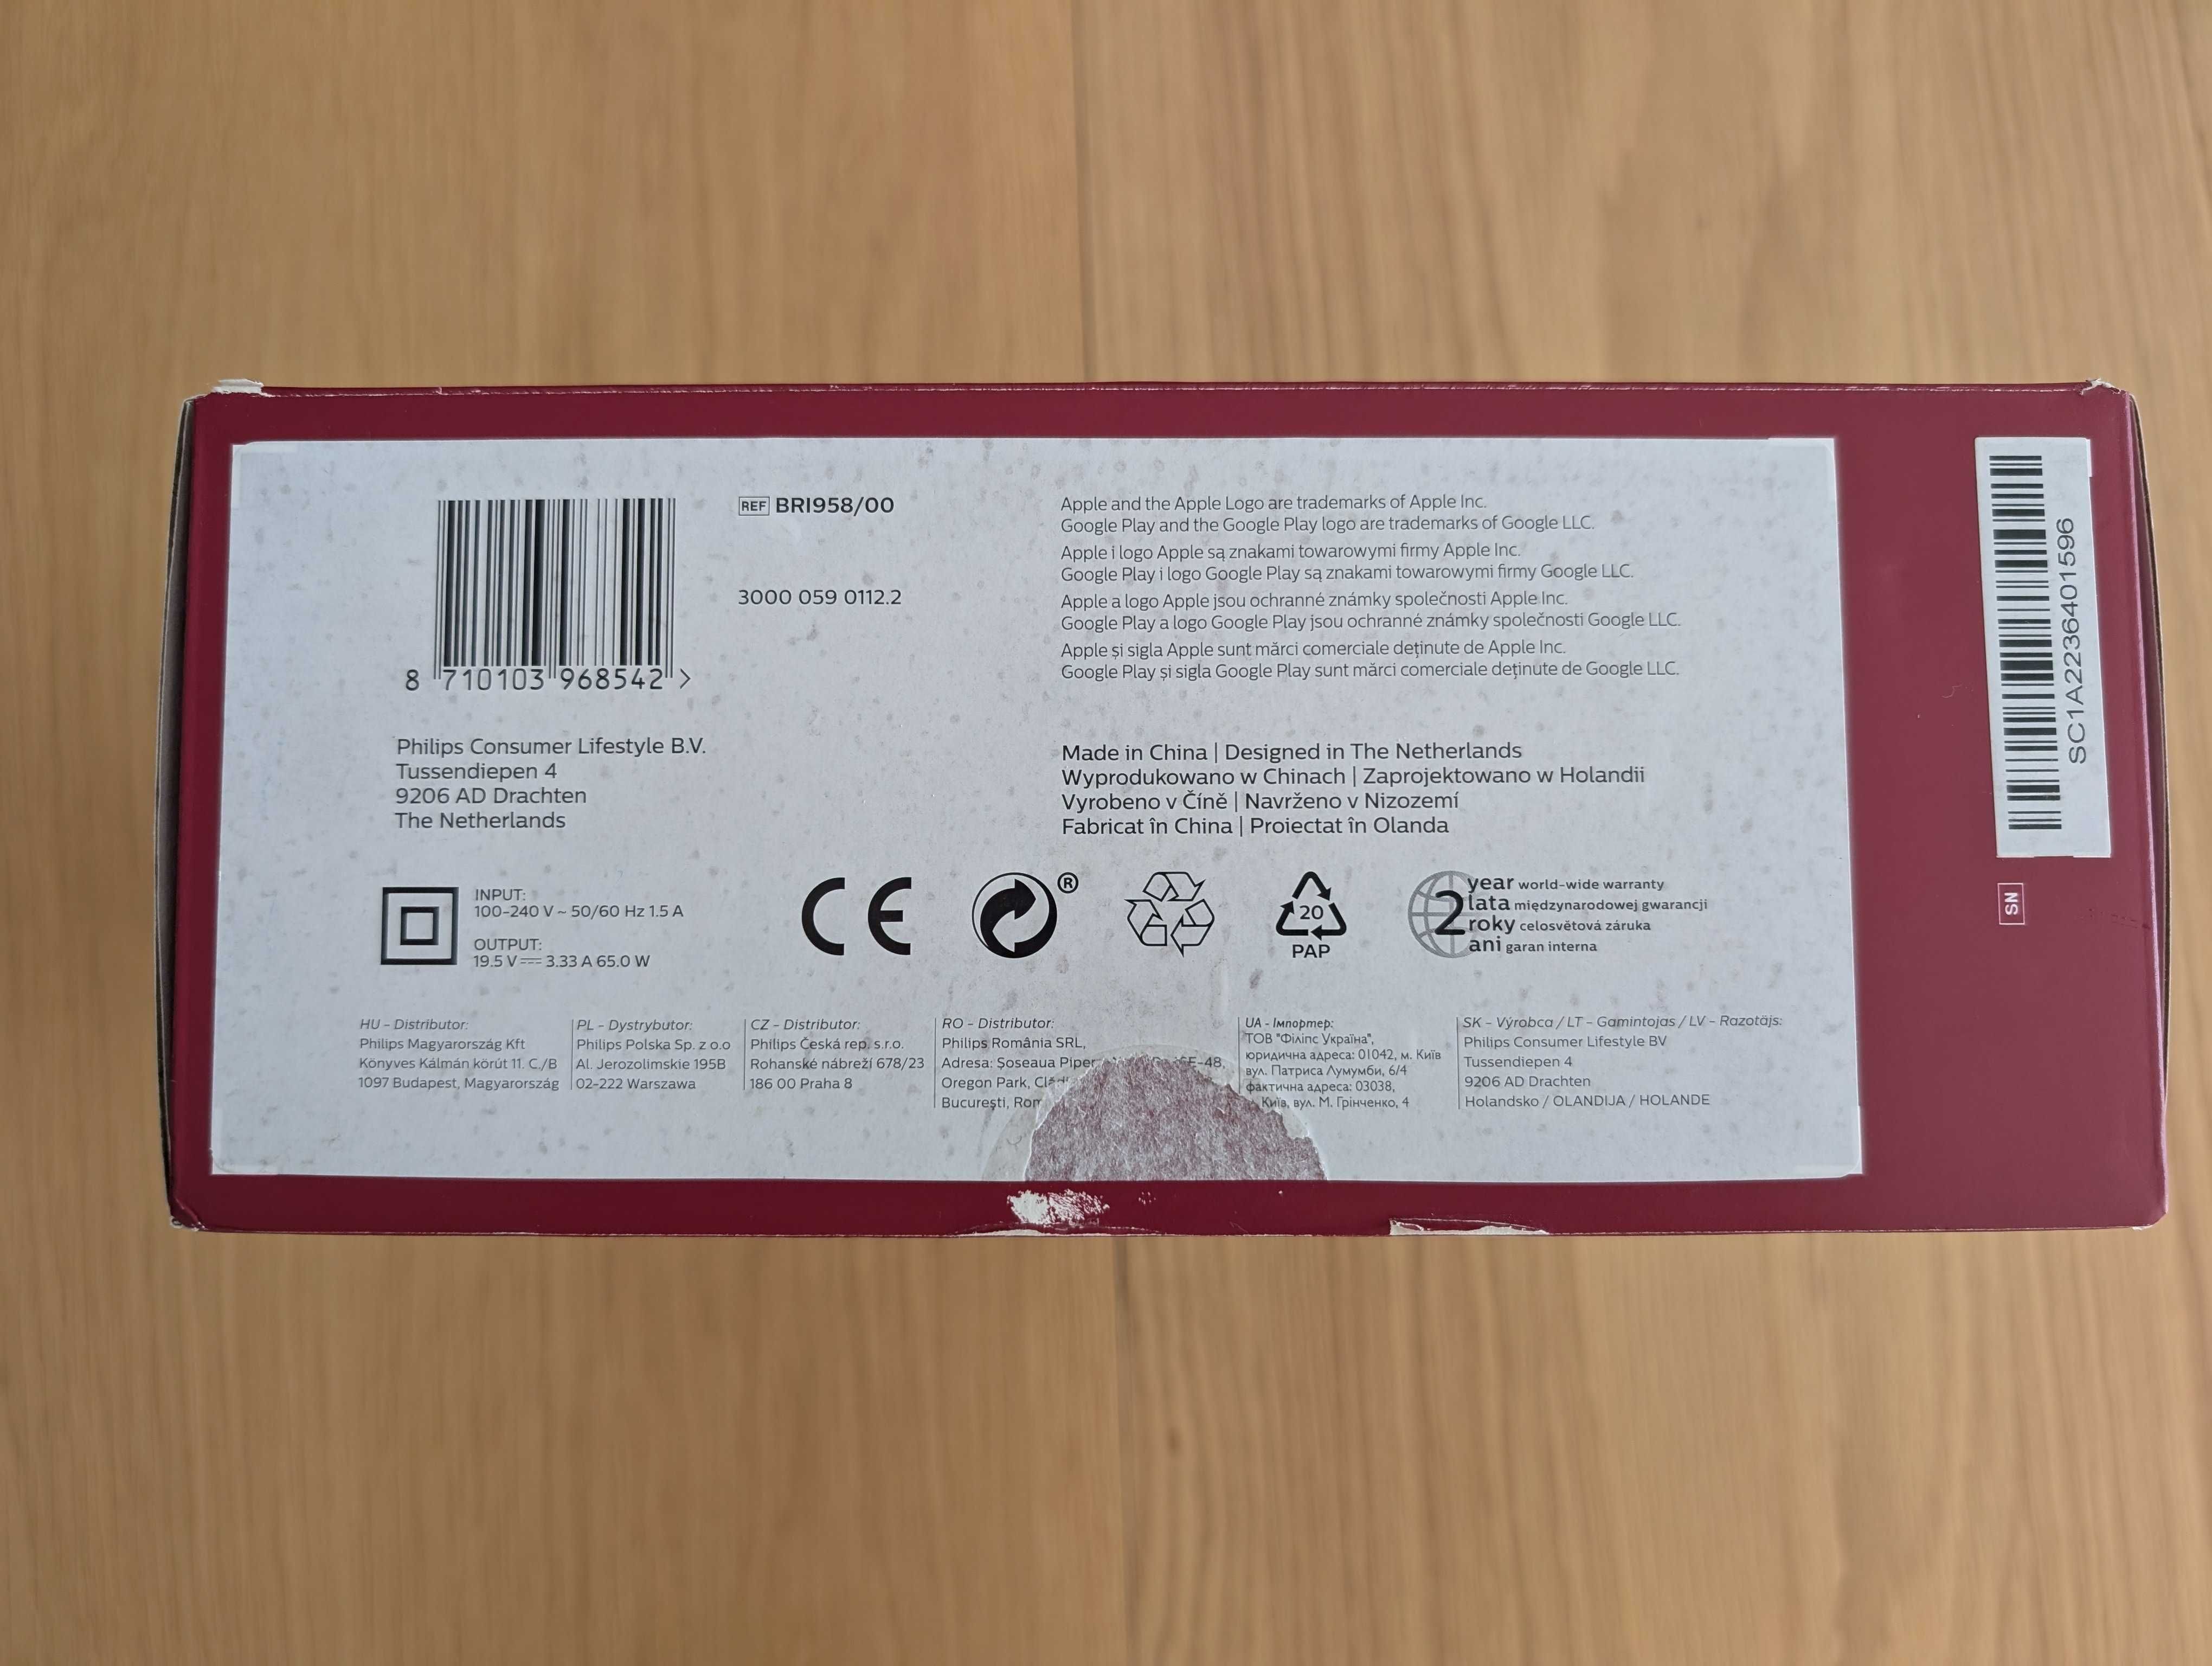 8 710103 968542 >
REF BRI958/00
3000 059 0112.2
Apple and the Apple Logo are trademarks of Apple Inc.
Google Play and the Google Play logo are trademarks of Google LLC.
Apple i logo Apple są znakami towarowymi firmy Apple Inc.
Google Play i logo Google Play są znakami towarowymi firmy Google LLC.
Apple a logo Apple jsou ochranné známky společnosti Apple Inc.
Google Play a logo Google Play jsou ochranné známky společnosti Google LLC.
Apple și sigla Apple sunt mărci comerciale deținute de Apple Inc.
Google Play și sigla Google Play sunt mărci comerciale deținute de Google LLC.
Philips Consumer Lifestyle B.V.
Tussendiepen 4
9206 AD Drachten
The Netherlands
Made in China | Designed in The Netherlands
Wyprodukowano w Chinach | Zaprojektowano w Holandii
Vyrobeno v Číně | Navrženo v Nizozemí
Fabricat în China | Proiectat în Olanda
INPUT:
100-240 V ~ 50/60 Hz 1.5 A
OUTPUT:
19.5 V ⎓ 3.33 A 65.0 W
CE
®
20
PAP
2
year world-wide warranty
lata międzynarodowej gwarancji
roky celosvětová záruka
ani garan interna
HU - Distributor:
Philips Magyarország Kft
Könyves Kálmán körút 11. C./B
1097 Budapest, Magyarország
PL - Dystrybutor:
Philips Polska Sp. z o.o
Al. Jerozolimskie 195B
02-222 Warszawa
CZ - Distributor:
Philips Česká rep. s.r.o.
Rohanské nábreží 678/23
186 00 Praha 8
RO - Distributor:
Philips România SRL,
Adresa: Șoseaua
Oregon Park,
București,
UA - Імпортер:
ТОВ "Філіпс Україна",
юридична адреса: 01042, м. Київ
вул. Патриса Лумумби, 6/4
фактична адреса: 03038,
Київ, вул. М. Грінченко, 4
SK - Výrobca / LT - Gamintojas / LV - Razotājs:
Philips Consumer Lifestyle BV
Tussendiepen 4
9206 AD Drachten
Holandsko / OLANDIJA / HOLANDE
SC1A2236401596
SN